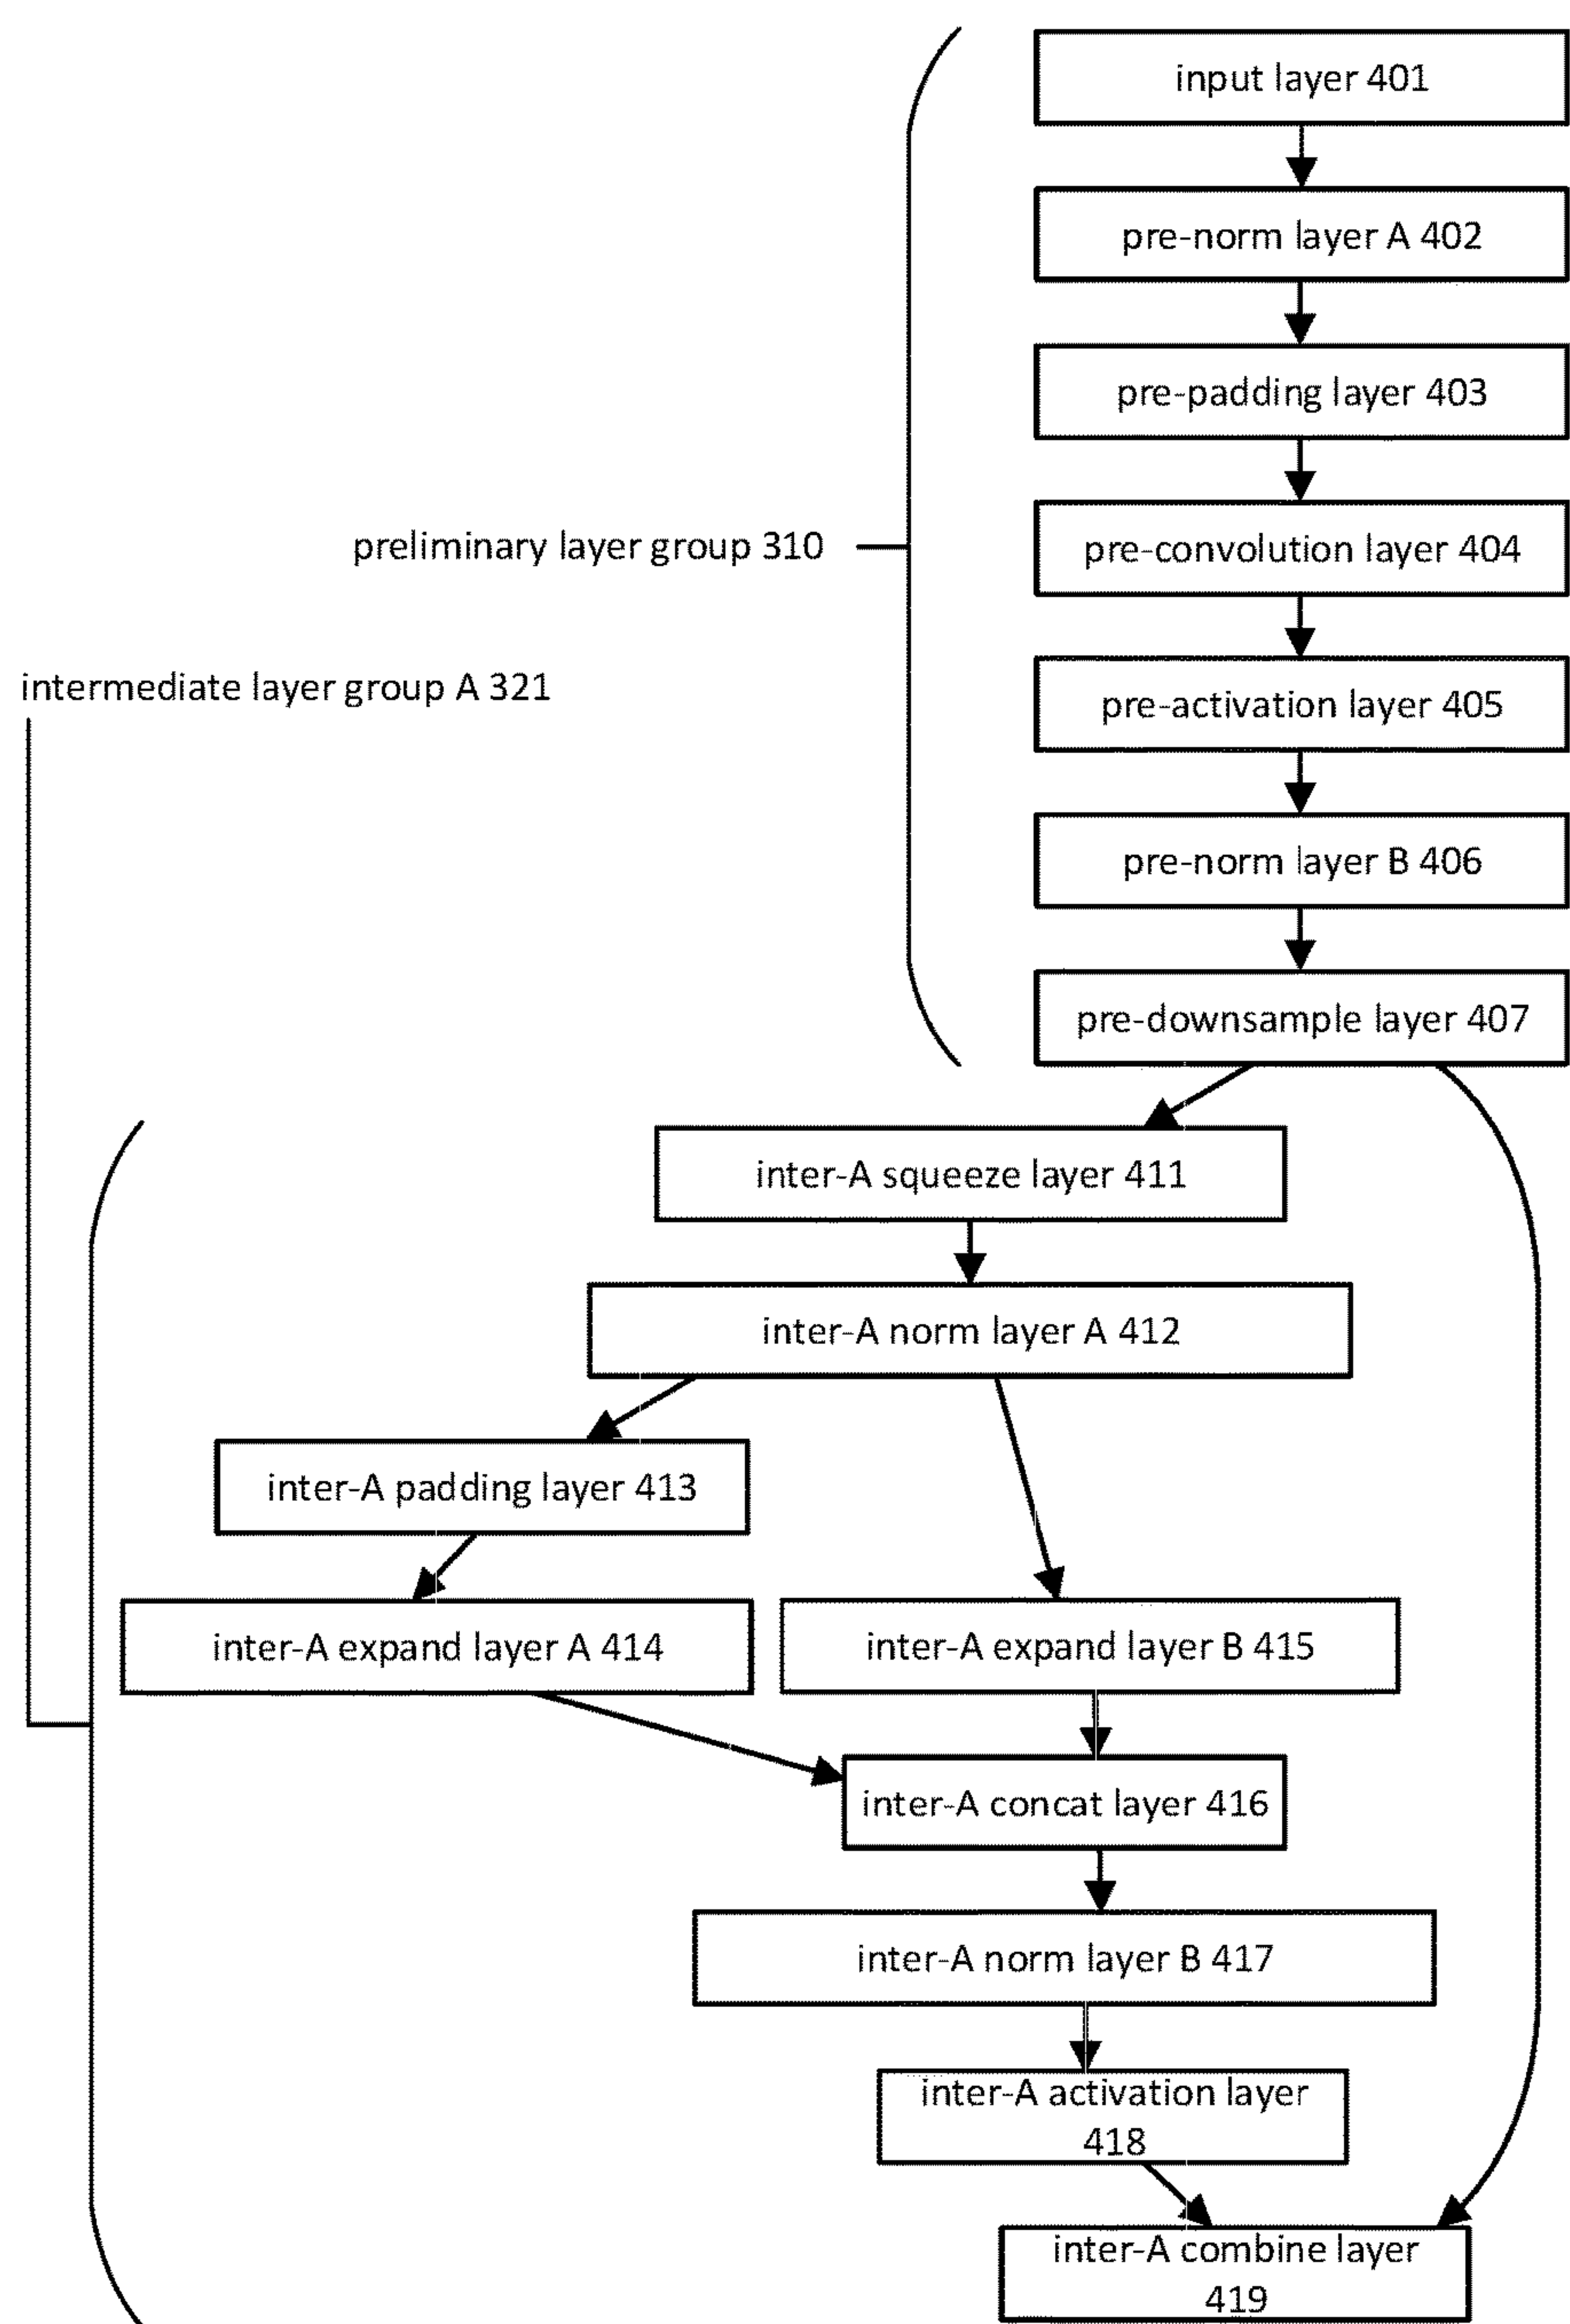 input layer 401
pre-norm layer A 402
pre-padding layer 403
preliminary layer group 310
pre-convolution layer 404
intermediate layer group A 321
pre-activation layer 405
pre-norm layer B 406
pre-downsample layer 407
inter-A squeeze layer 411
inter-A norm layer A 412
inter-A padding layer 413
inter-A expand layer A 414
inter-A expand layer B 415
inter-A concat layer 416
inter-A norm layer B 417
inter-A activation layer
418
inter-A combine layer
419